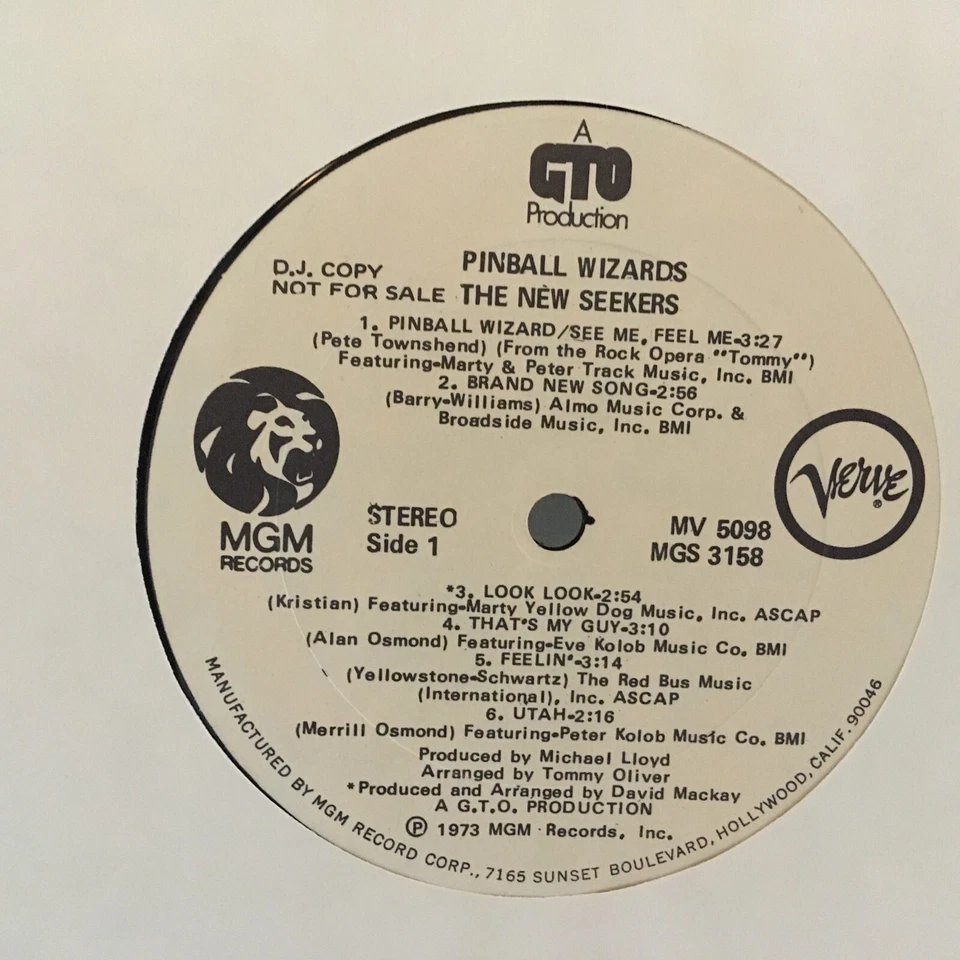 A
GTO
Production
PINBALL WIZARDS
D.J. COPY
NOT FOR SALE THE NEW SEEKERS
1. PINBALL WIZARD/SEE ME, FEEL ME-3:27
(Pete Townshend) (From the Rock Opera "Tommy")
Featuring-Marty & Peter Track Music, Inc. BMI
2. BRAND NEW SONG-2:56
(Barry-Williams) Almo Music Corp. &
Broadside Music, Inc. BMI
VERVE ®
MGM
RECORDS
STEREO
Side 1
MV 5098
MGS 3158
*3. LOOK LOOK-2:54
(Kristian) Featuring-Marty Yellow Dog Music, Inc. ASCAP
4. THAT'S MY GUY-3:10
(Alan Osmond) Featuring-Eve Kolob Music Co. BMI
5. FEELIN'-3:14
(Yellowstone-Schwartz) The Red Bus Music
(International), Inc. ASCAP
6. UTAH-2:16
(Merrill Osmond) Featuring-Peter Kolob Music Co. BMI
Produced by Michael Lloyd
Arranged by Tommy Oliver
*Produced and Arranged by David Mackay
A G.T.O. PRODUCTION
℗ 1973 MGM Records, Inc.
MANUFACTURED BY MGM RECORD CORP., 7165 SUNSET BOULEVARD, HOLLYWOOD, CALIF. 90046